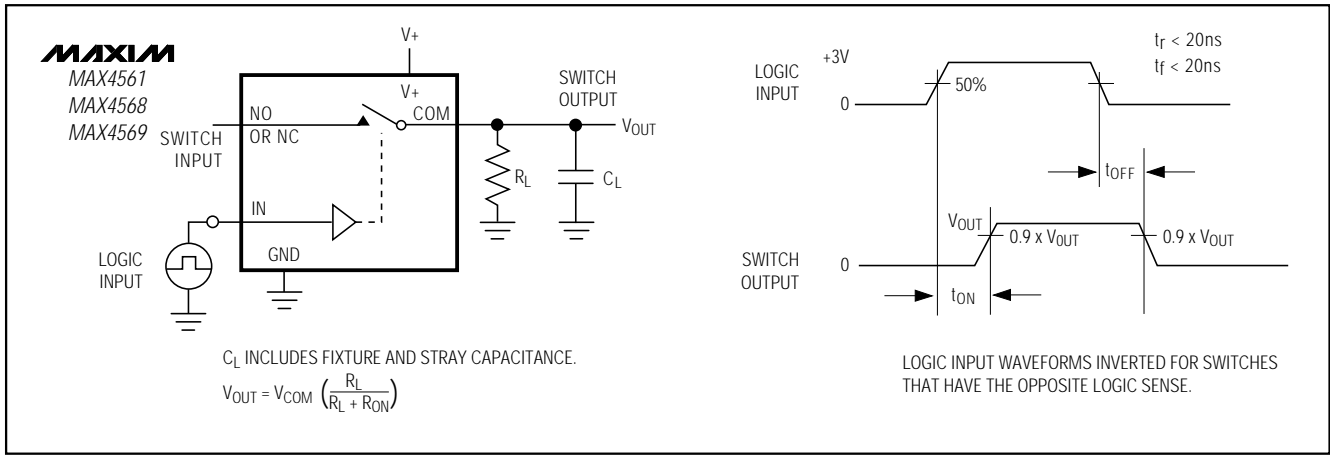 MAXIM
MAX4561
MAX4568
MAX4569
V+
V+
NO
OR NC
COM
SWITCH
INPUT
SWITCH
OUTPUT
VOUT
RL
CL
IN
GND
LOGIC
INPUT
CL INCLUDES FIXTURE AND STRAY CAPACITANCE.
VOUT = VCOM (RL / RL + RON)
LOGIC
INPUT
+3V
0
50%
tr < 20ns
tf < 20ns
tOFF
VOUT
0.9 x VOUT
0.9 x VOUT
SWITCH
OUTPUT
0
tON
LOGIC INPUT WAVEFORMS INVERTED FOR SWITCHES
THAT HAVE THE OPPOSITE LOGIC SENSE.